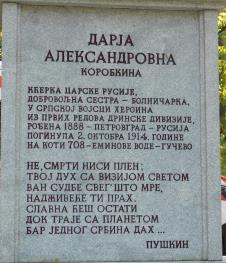 ДАРЈА
АЛЕКСАНДРОВНА
КОРОБКИНА
КЋЕРКА ЦАРСКЕ РУСИЈЕ,
ДОБРОВОЉНА СЕСТРА – БОЛНИЧАРКА,
У СРПСКОЈ ВОЈСЦИ ХЕРОИНА
ИЗ ПРВИХ РЕДОВА ДРИНСКЕ ДИВИЗИЈЕ,
РОЂЕНА 1888 – ПЕТРОВГРАД – РУСИЈА
ПОГИНУЛА 2. ОКТОБРА 1914. ГОДИНЕ
НА КОТИ 708–ЕМИНОВЕ ВОДЕ–ГУЧЕВО
НЕ, СМРТИ НИСИ ПЛЕН;
ТВОЈ ДУХ СА ВИЗИЈОМ СВЕТОМ
ВАН СУДБЕ СВЕГ' ШТО МРЕ,
НАДЖИВЕЋЕ ТИ ПРАХ.
СЛАВНА ЋЕШ ОСТАТИ
ДОК ТРАЈЕ СА ПЛАНЕТОМ
БАР ЈЕДНОГ СРБИНА ДАХ ...
ПУШКИН